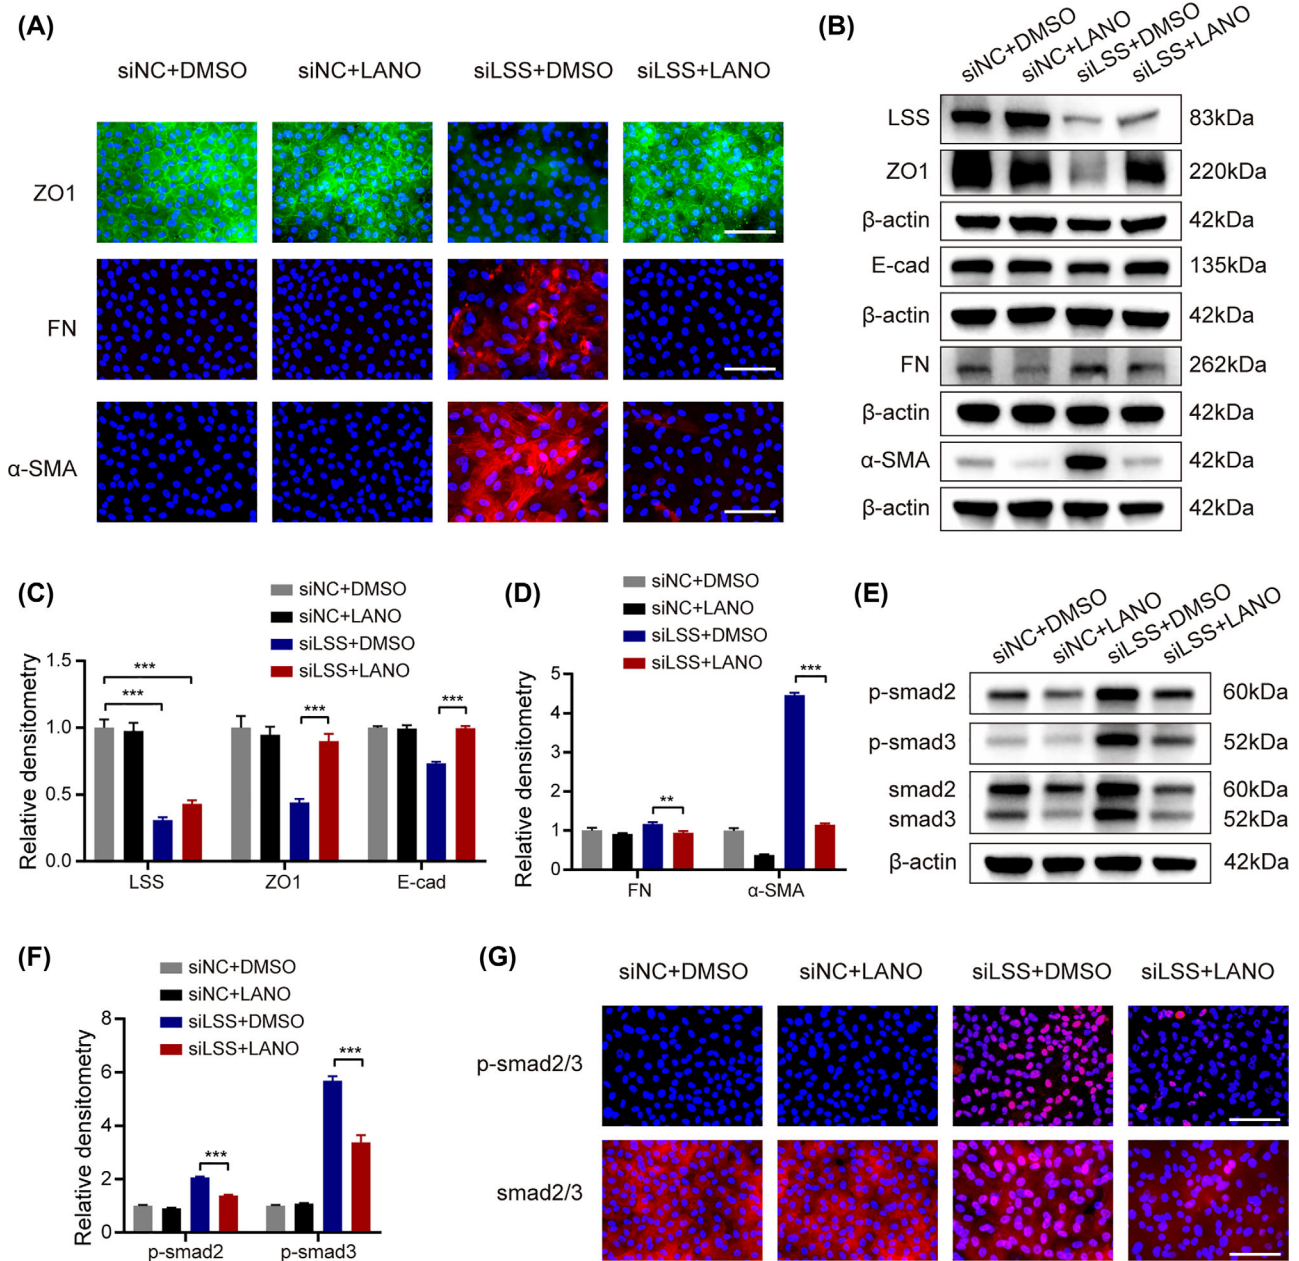 (A)
siNC+DMSO siNC+LANO siLSS+DMSO siLSS+LANO
ZO1
FN
α-SMA
(B)
siNC+DMSO siNC+LANO siLSS+DMSO siLSS+LANO
LSS 83kDa
ZO1 220kDa
β-actin 42kDa
E-cad 135kDa
β-actin 42kDa
FN 262kDa
β-actin 42kDa
α-SMA 42kDa
β-actin 42kDa
(C)
siNC+DMSO
siNC+LANO
siLSS+DMSO
siLSS+LANO
Relative densitometry
1.5
1.0
0.5
0.0
***
***
***
***
LSS ZO1 E-cad
(D)
siNC+DMSO
siNC+LANO
siLSS+DMSO
siLSS+LANO
Relative densitometry
5
4
3
2
1
0
**
***
FN α-SMA
(E)
siNC+DMSO siNC+LANO siLSS+DMSO siLSS+LANO
p-smad2 60kDa
p-smad3 52kDa
smad2 60kDa
smad3 52kDa
β-actin 42kDa
(F)
siNC+DMSO
siNC+LANO
siLSS+DMSO
siLSS+LANO
Relative densitometry
8
6
4
2
0
***
***
p-smad2 p-smad3
(G)
siNC+DMSO siNC+LANO siLSS+DMSO siLSS+LANO
p-smad2/3
smad2/3